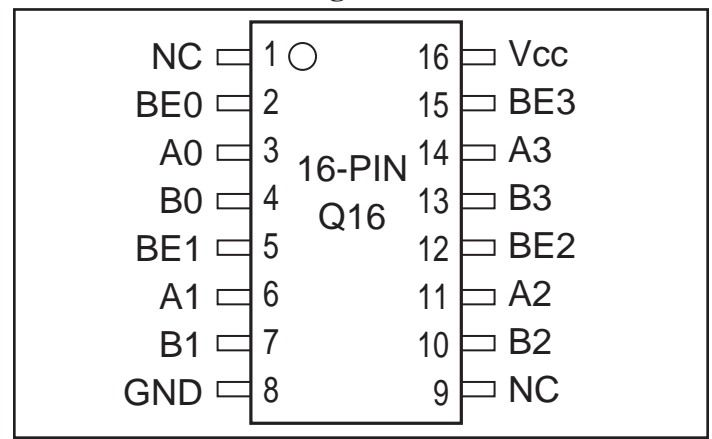 NC 1 16 Vcc
BE0 2 15 BE3
A0 3 14 A3
16-PIN
B0 4 13 B3
Q16
BE1 5 12 BE2
A1 6 11 A2
B1 7 10 B2
GND 8 9 NC